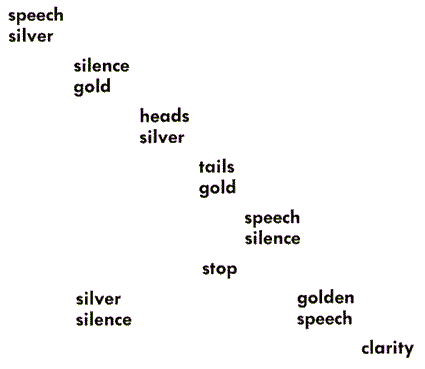 speech
silver
silence
gold
heads
silver
tails
gold
speech
silence
stop
silver
silence
golden
speech
clarity